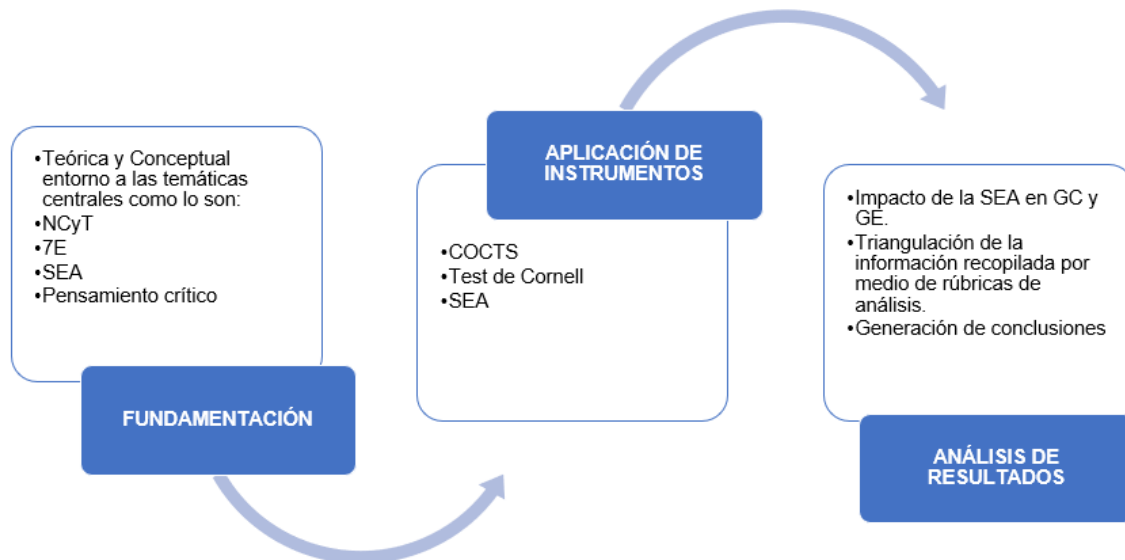 •Teórica y Conceptual
entorno a las temáticas
centrales como lo son:
•NCyT
•7E
•SEA
•Pensamiento crítico
FUNDAMENTACIÓN
APLICACIÓN DE
INSTRUMENTOS
•COCTS
•Test de Cornell
•SEA
•Impacto de la SEA en GC y
GE.
•Triangulación de la
información recopilada por
medio de rúbricas de
análisis.
•Generación de conclusiones
ANÁLISIS DE
RESULTADOS